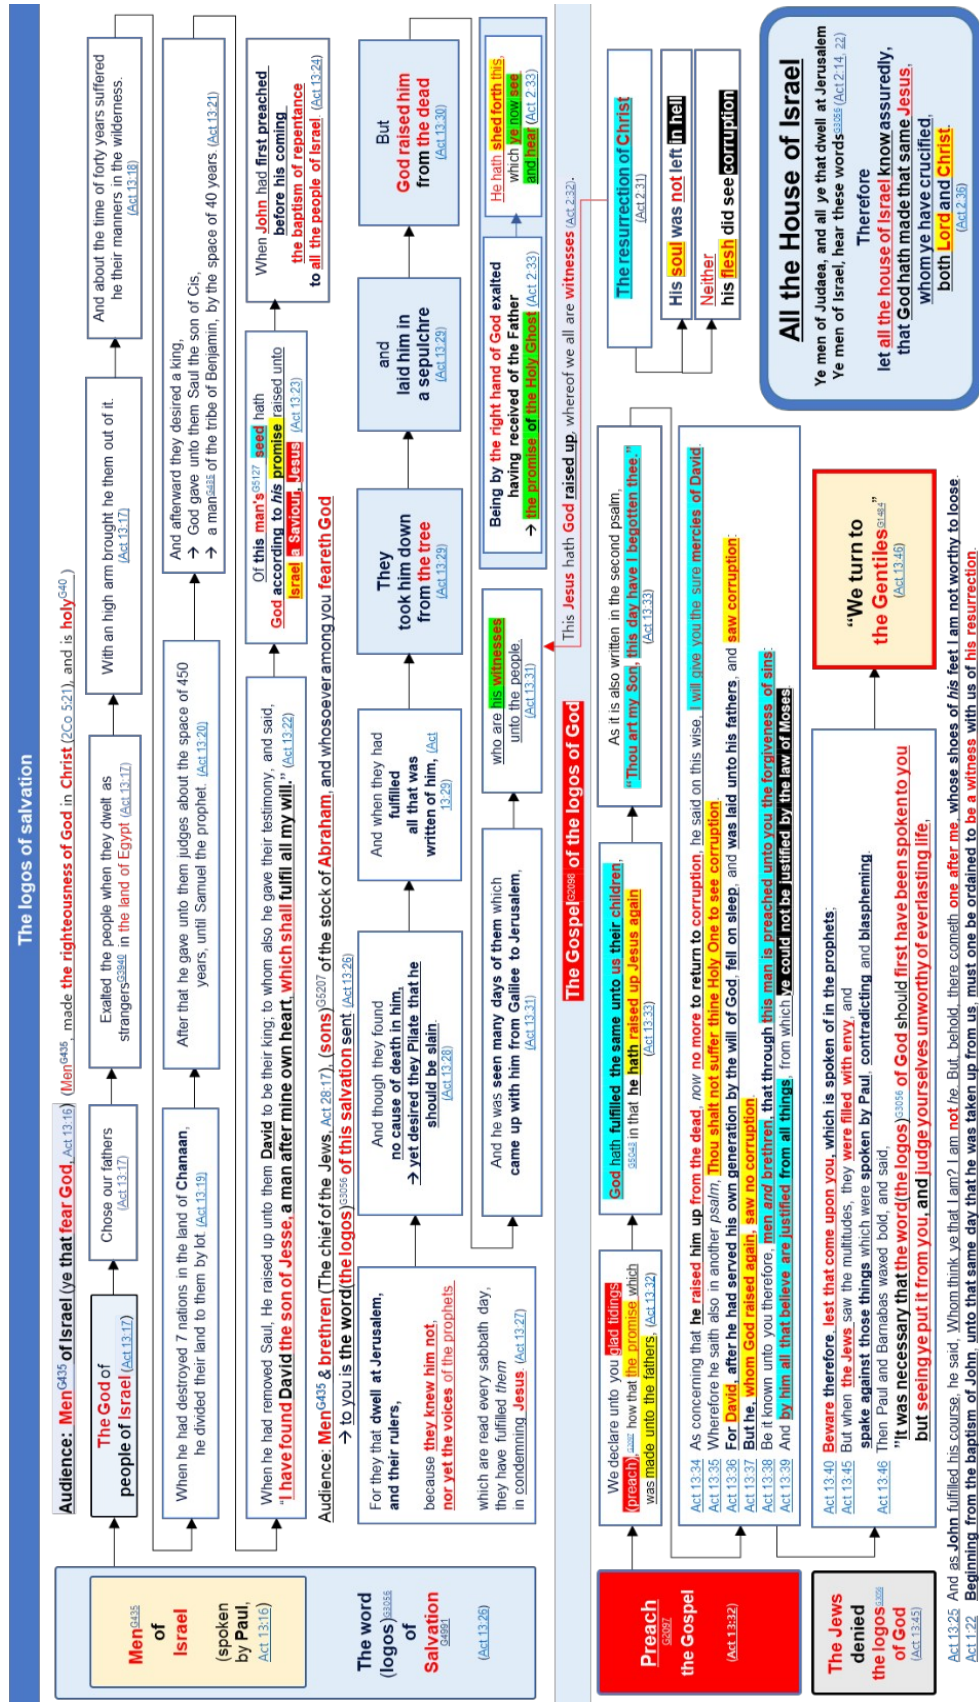 The logos of salvation
Audience: Men G435 of Israel (ye that fear God, Act 13:16) (Men G435, made the righteousness of God in Christ (2Co 5:21), and is holy G40)
Men G435
of
Israel
(spoken
by Paul,
Act 13:16)
The God of
people of Israel (Act 13:17)
Chose our fathers
(Act 13:17)
Exalted the people when they dwelt as
strangers G3940 in the land of Egypt (Act 13:17)
With an high arm brought he them out of it.
(Act 13:17)
And about the time of forty years suffered
he their manners in the wilderness.
(Act 13:18)
When he had destroyed 7 nations in the land of Chanaan,
he divided their land to them by lot (Act 13:19)
After that he gave unto them judges about the space of 450
years, until Samuel the prophet. (Act 13:20)
And afterward they desired a king,
→ God gave unto them Saul the son of Cis,
→ a man G435 of the tribe of Benjamin, by the space of 40 years. (Act 13:21)
When he had removed Saul, He raised up unto them David to be their king; to whom also he gave their testimony, and said,
“I have found David the son of Jesse, a man after mine own heart, which shall fulfil all my will.” (Act 13:22)
Of this man's G5127 seed hath
God according to his promise raised unto
Israel a Saviour, Jesus (Act 13:23)
When John had first preached
before his coming
the baptism of repentance
to all the people of Israel. (Act 13:24)
The word
(logos) G3056
of
Salvation
G4991
(Act 13:26)
Audience: Men G435 & brethren (The chief of the Jews, Act 28:17), (sons) G5207 of the stock of Abraham, and whosoever among you feareth God
→ to you is the word (the logos) G3056 of this salvation sent (Act 13:26)
For they that dwell at Jerusalem,
and their rulers,
because they knew him not,
nor yet the voices of the prophets
which are read every sabbath day,
they have fulfilled them
in condemning Jesus. (Act 13:27)
And though they found
no cause of death in him,
→ yet desired they Pilate that he
should be slain.
(Act 13:28)
And when they had
fulfilled
all that was
written of him, (Act
13:29)
They
took him down
from the tree
(Act 13:29)
and
laid him in
a sepulchre
(Act 13:29)
But
God raised him
from the dead
(Act 13:30)
And he was seen many days of them which
came up with him from Galilee to Jerusalem,
(Act 13:31)
who are his witnesses
unto the people.
(Act 13:31)
Being by the right hand of God exalted
having received of the Father
→ the promise of the Holy Ghost (Act 2:33)
He hath shed forth this,
which ye now see
and hear (Act 2:33)
The Gospel G2098 of the logos of God
This Jesus hath God raised up, whereof we all are witnesses (Act 2:32).
Preach
G2097
the Gospel
(Act 13:32)
We declare unto you glad tidings
(preach), G2097 how that the promise which
was made unto the fathers, (Act 13:32)
God hath fulfilled the same unto us their children,
G5043 in that he hath raised up Jesus again
(Act 13:33)
As it is also written in the second psalm,
“Thou art my Son, this day have I begotten thee.”
(Act 13:33)
The resurrection of Christ
(Act 2:31)
His soul was not left in hell
Neither
his flesh did see corruption
Act 13:34 As concerning that he raised him up from the dead, now no more to return to corruption, he said on this wise, I will give you the sure mercies of David.
Act 13:35 Wherefore he saith also in another psalm, Thou shalt not suffer thine Holy One to see corruption.
Act 13:36 For David, after he had served his own generation by the will of God, fell on sleep, and was laid unto his fathers, and saw corruption:
Act 13:37 But he, whom God raised again, saw no corruption.
Act 13:38 Be it known unto you therefore, men and brethren, that through this man is preached unto you the forgiveness of sins:
Act 13:39 And by him all that believe are justified from all things, from which ye could not be justified by the law of Moses.
The Jews
denied
the logos G3056
of God
(Act 13:45)
Act 13:40 Beware therefore, lest that come upon you, which is spoken of in the prophets;
Act 13:45 But when the Jews saw the multitudes, they were filled with envy, and
spake against those things which were spoken by Paul, contradicting and blaspheming.
Act 13:46 Then Paul and Barnabas waxed bold, and said,
"It was necessary that the word (the logos) G3056 of God should first have been spoken to you
but seeing ye put it from you, and judge yourselves unworthy of everlasting life,
“We turn to
the Gentiles G1484”
(Act 13:46)
All the House of Israel
Ye men of Judaea, and all ye that dwell at Jerusalem
Ye men of Israel, hear these words G3056 (Act 2:14, 22)
Therefore
let all the house of Israel know assuredly,
that God hath made that same Jesus,
whom ye have crucified,
both Lord and Christ.
(Act 2:36)
Act 13:25 And as John fulfilled his course, he said, Whom think ye that I am? I am not he. But, behold, there cometh one after me, whose shoes of his feet I am not worthy to loose.
Act 1:22 Beginning from the baptism of John, unto that same day that he was taken up from us, must one be ordained to be a witness with us of his resurrection.